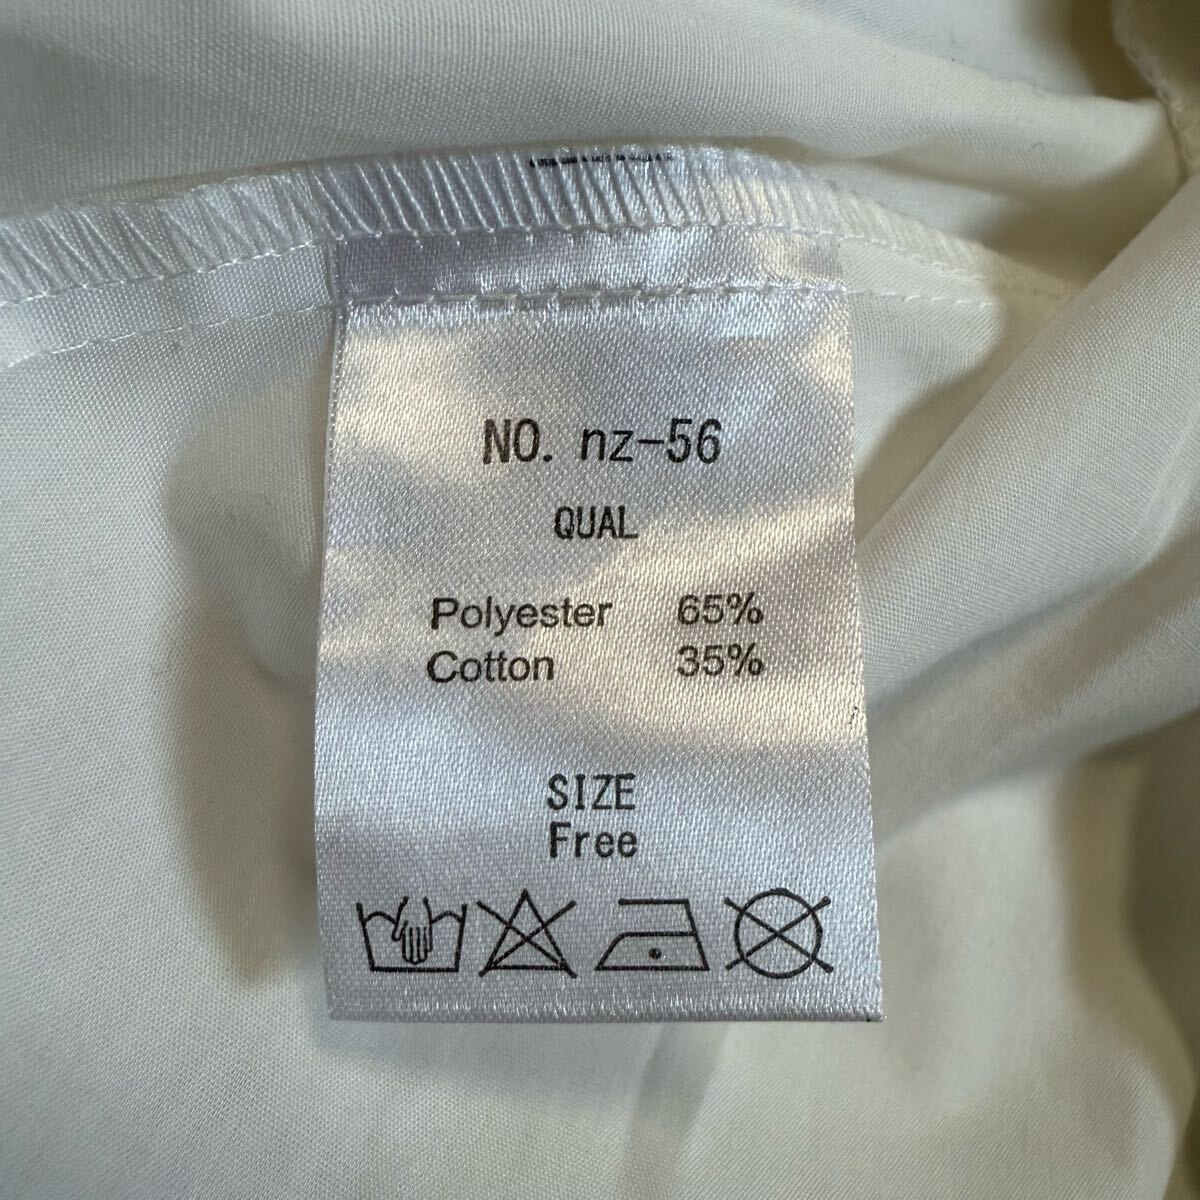 NO. nz-56
QUAL
Polyester 65%
Cotton 35%
SIZE
Free